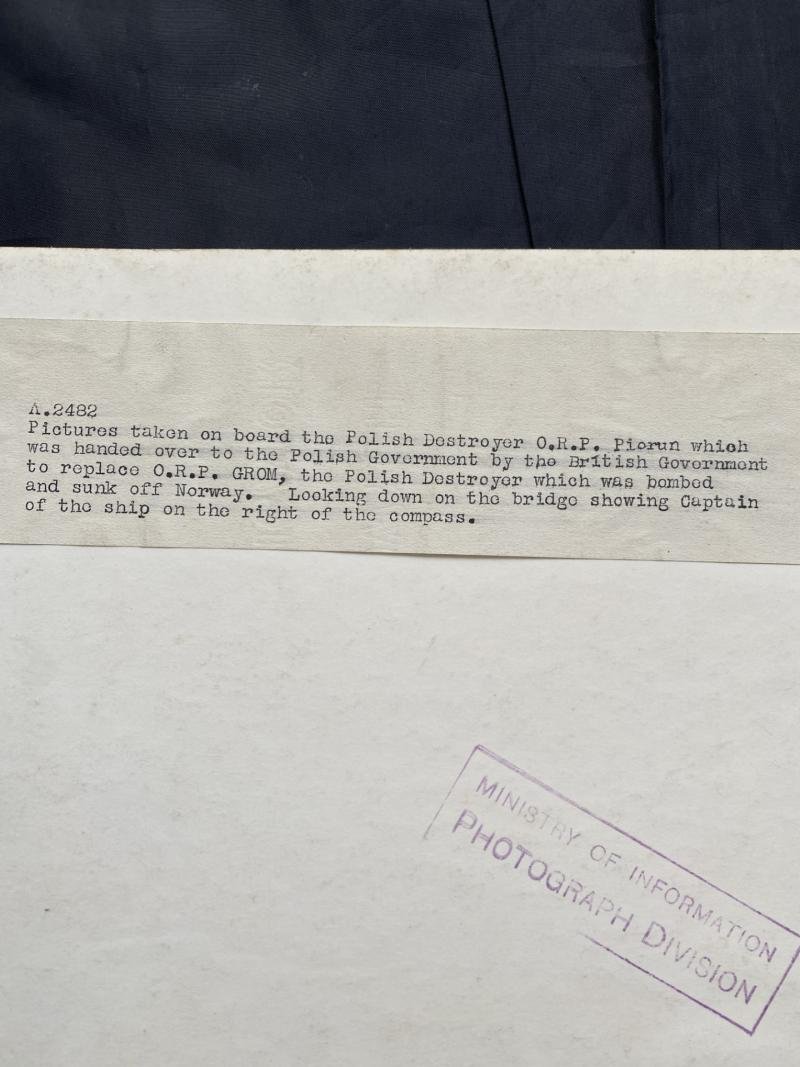 A.2482
Pictures taken on board the Polish Destroyer O.R.P. Piorun which
was handed over to the Polish Government by the British Government
to replace O.R.P. GROM, the Polish Destroyer which was bombed
and sunk off Norway. Looking down on the bridge showing Captain
of the ship on the right of the compass.
MINISTRY OF INFORMATION
PHOTOGRAPH DIVISION